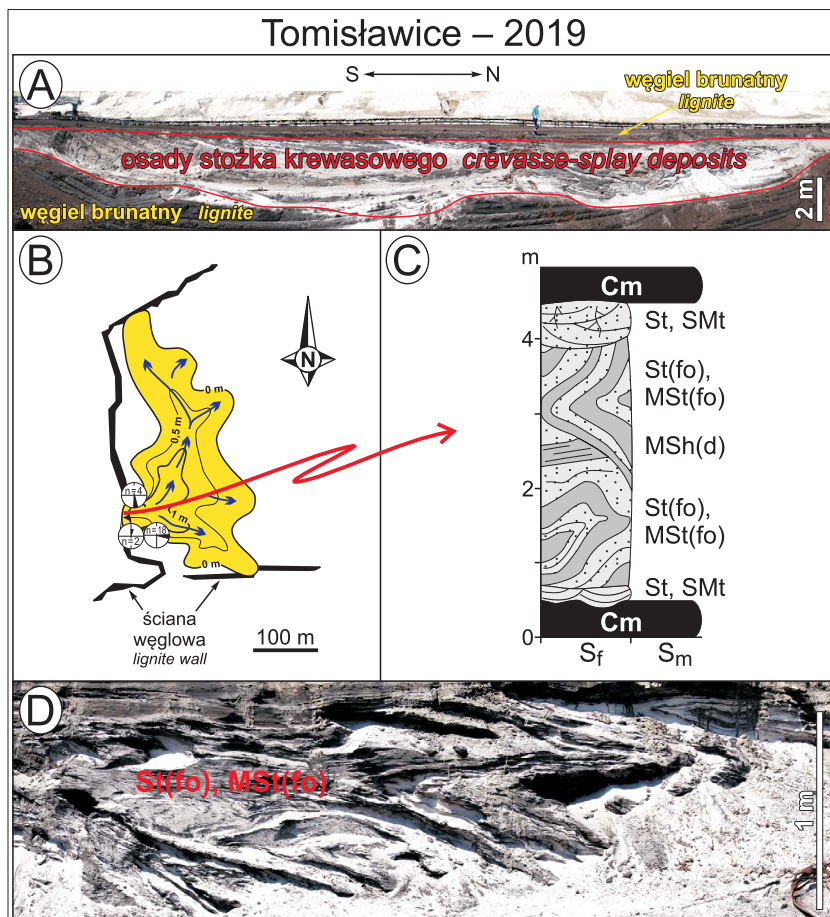 Tomisławice – 2019
A
S N
węgiel brunatny
lignite
osady stożka krewasowego crevasse-splay deposits
węgiel brunatny lignite
2 m
B
N
0 m
0.5 m
1 m
n=4
n=2
n=18
0 m
ściana
węglowa
lignite wall
100 m
C
m
Cm
4
St, SMt
St(fo),
MSt(fo)
MSh(d)
2
St(fo),
MSt(fo)
St, SMt
Cm
0
Sf Sm
D
St(fo), MSt(fo)
1 m